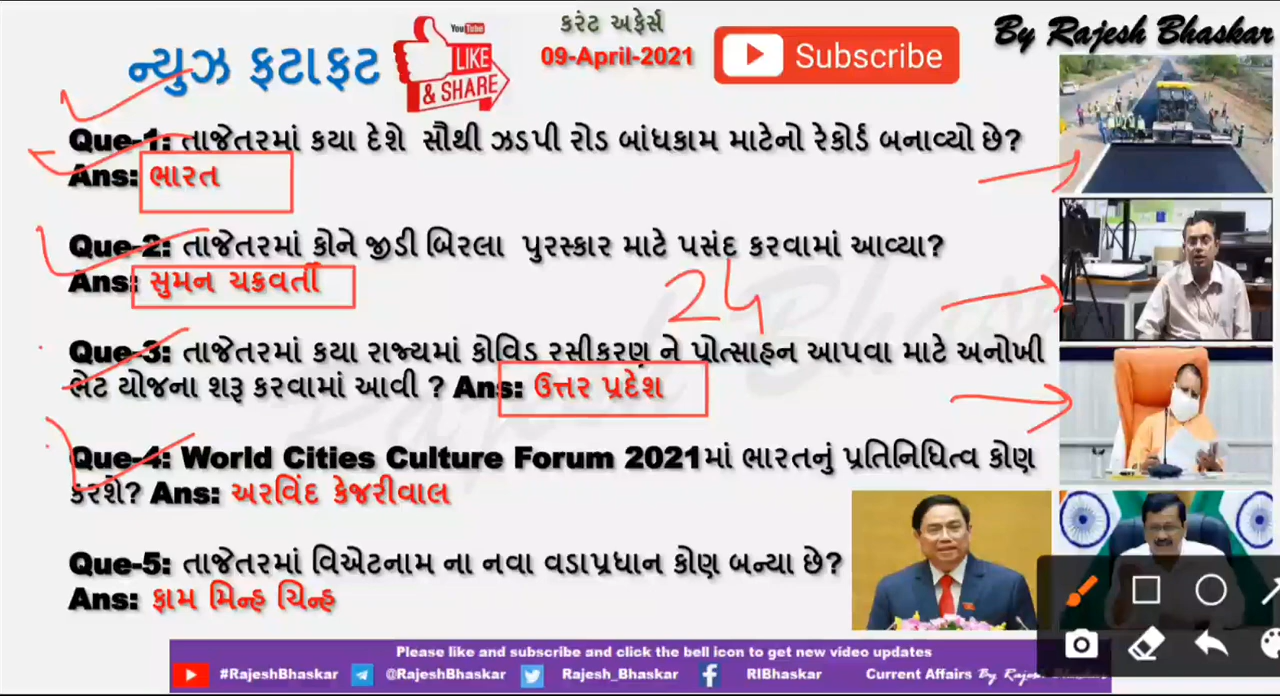 કરંટ અફેર્સ
ન્યુઝ ફટાફટ
YouTube
LIKE
& SHARE
09-April-2021
Subscribe
By Rajesh Bhaskar
Que-1: તાજેતરમાં કયા દેશે સૌથી ઝડપી રોડ બાંધકામ માટેનો રેકોર્ડ બનાવ્યો છે?
Ans: ભારત
Que-2: તાજેતરમાં કોને જીડી બિરલા પુરસ્કાર માટે પસંદ કરવામાં આવ્યા?
Ans: સુમન ચક્રવર્તી
24
Que-3: તાજેતરમાં કયા રાજ્યમાં કોવિડ રસીકરણ ને પ્રોત્સાહન આપવા માટે અનોખી
ભેટ યોજના શરૂ કરવામાં આવી ? Ans: ઉત્તર પ્રદેશ
Que-4: World Cities Culture Forum 2021માં ભારતનું પ્રતિનિધિત્વ કોણ
કરશે? Ans: અરવિંદ કેજરીવાલ
Que-5: તાજેતરમાં વિએટનામ ના નવા વડાપ્રધાન કોણ બન્યા છે?
Ans: ફામ મિન્હ ચિન્હ
Please like and subscribe and click the bell icon to get new video updates
#RajeshBhaskar @RajeshBhaskar Rajesh_Bhaskar RIBhaskar Current Affairs By Rajesh Bhaskar